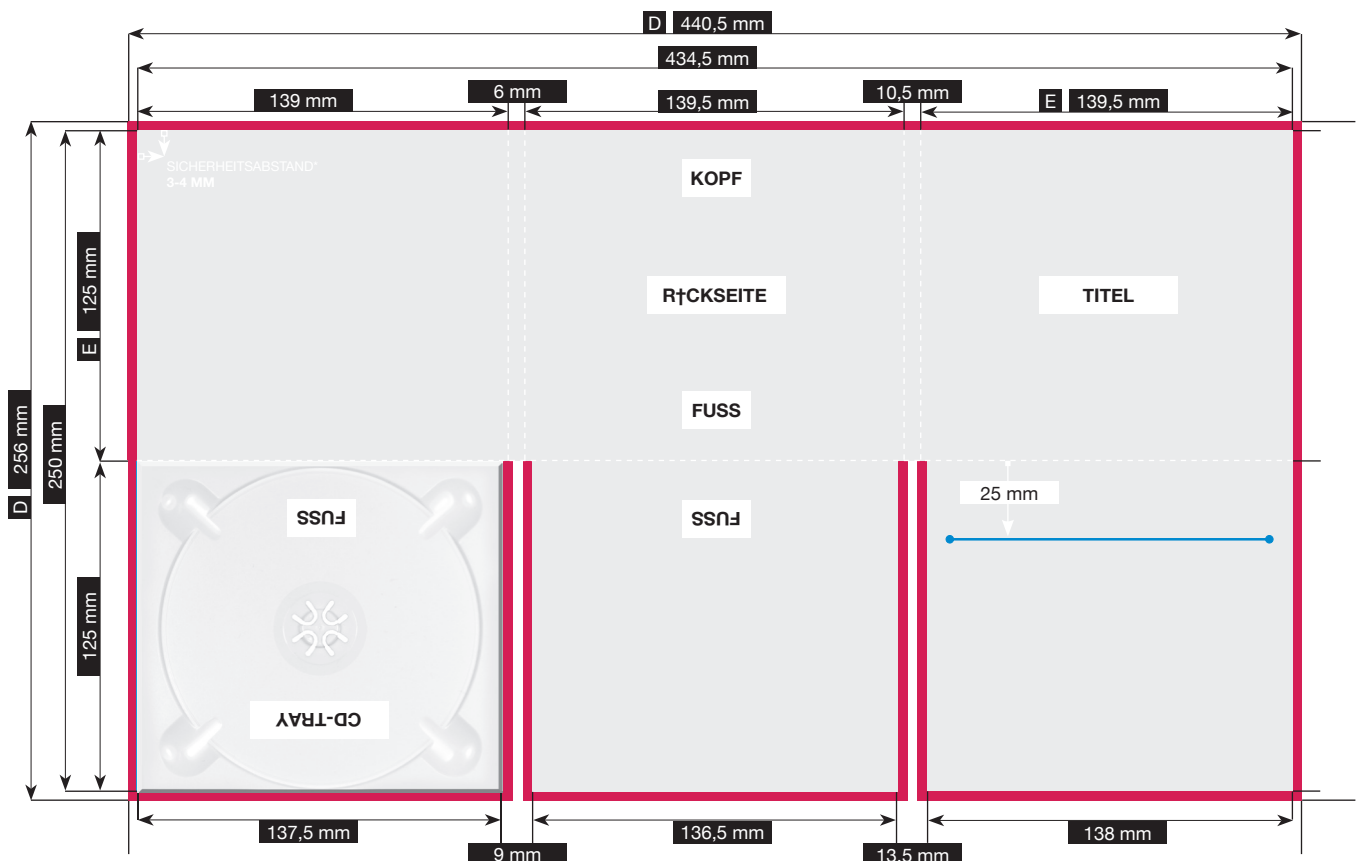 D 440,5 mm
434,5 mm
139 mm
6 mm
139,5 mm
10,5 mm
E 139,5 mm
SICHERHEITSABSTAND*
3-4 MM
KOPF
125 mm
E
R†CKSEITE
TITEL
D 256 mm
250 mm
FUSS
FUSS
FUSS
25 mm
125 mm
CD-TRAY
137,5 mm
9 mm
136,5 mm
13,5 mm
138 mm